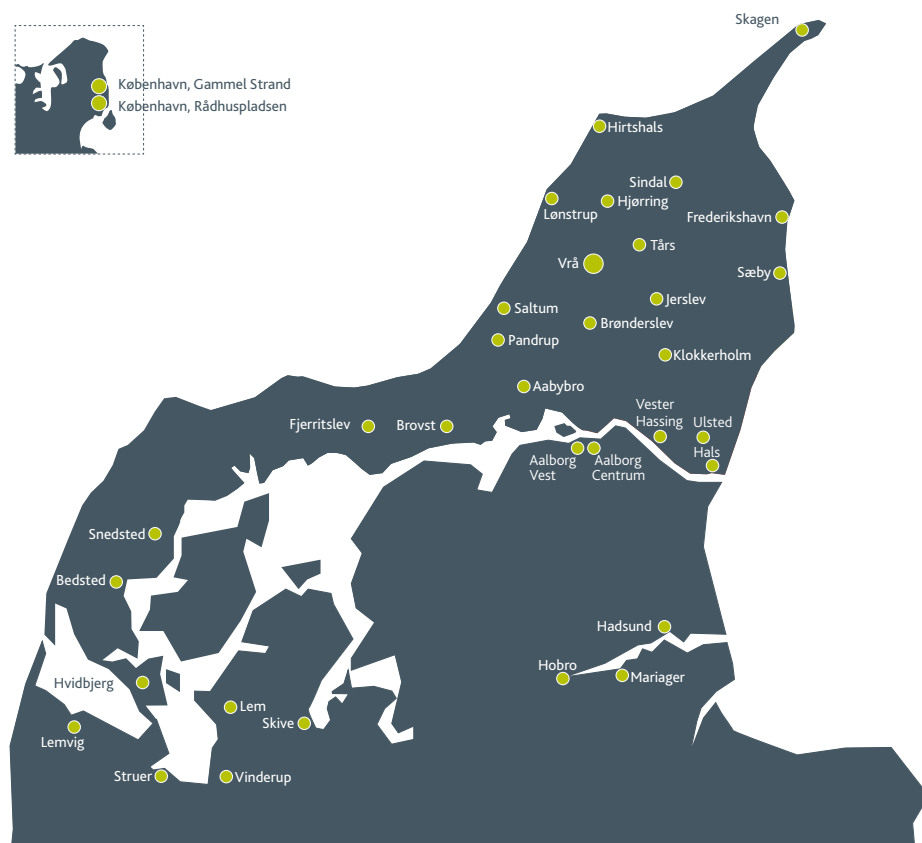 Skagen
København, Gammel Strand
København, Rådhuspladsen
Hirtshals
Sindal
Hjørring
Lønstrup
Frederikshavn
Tårs
Vrå
Sæby
Jerslev
Saltum
Brønderslev
Pandrup
Klokkerholm
Aabybro
Vester
Hassing
Ulsted
Fjerritslev
Brovst
Hals
Aalborg
Vest
Aalborg
Centrum
Snedsted
Bedsted
Hadsund
Hobro
Mariager
Hvidbjerg
Lem
Skive
Lemvig
Struer
Vinderup